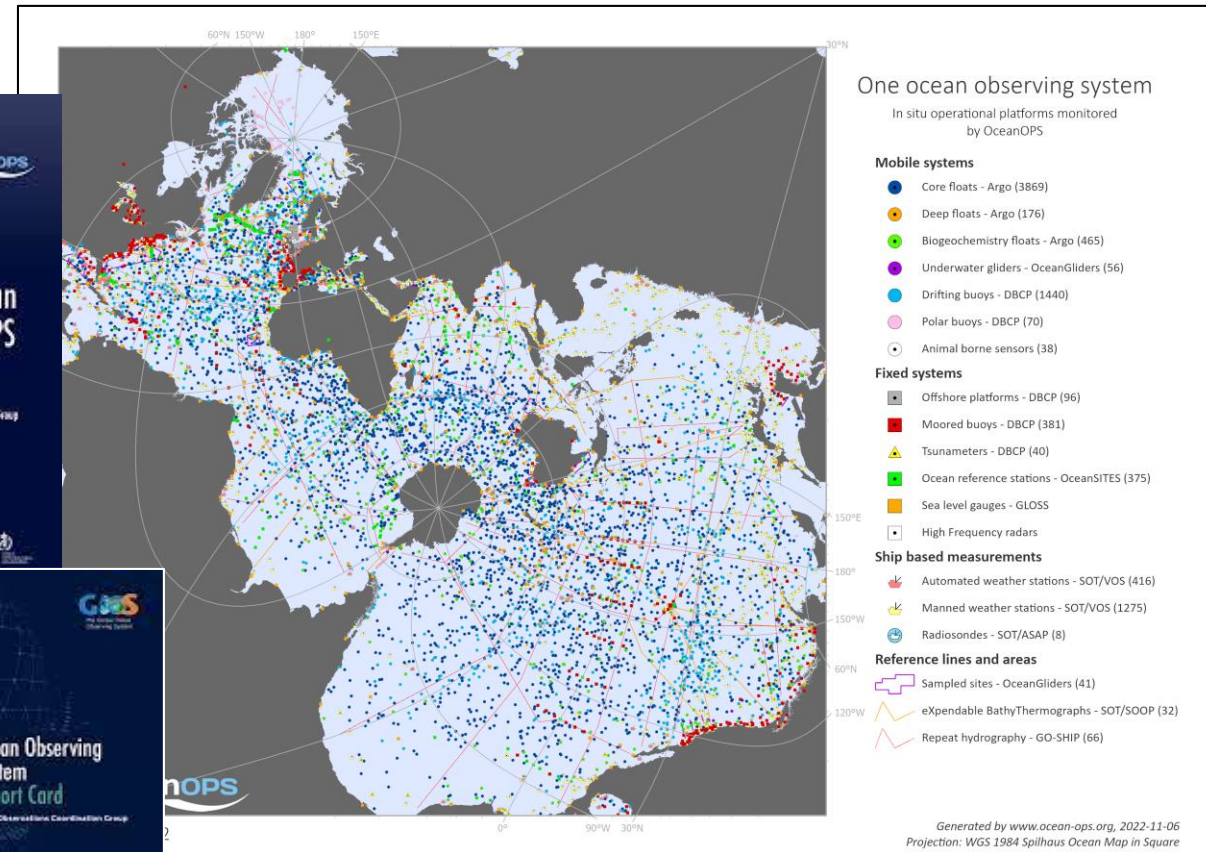 60°N 150°W 180° 150°E
30°N
One ocean observing system
In situ operational platforms monitored
by OceanOPS
Mobile systems
Core floats - Argo (3869)
Deep floats - Argo (176)
Biogeochemistry floats - Argo (465)
Underwater gliders - OceanGliders (56)
Drifting buoys - DBCP (1440)
Polar buoys - DBCP (70)
Animal borne sensors (38)
Fixed systems
Offshore platforms - DBCP (96)
Moored buoys - DBCP (381)
Tsunameters - DBCP (40)
Ocean reference stations - OceanSITES (375)
Sea level gauges - GLOSS
High Frequency radars
Ship based measurements
Automated weather stations - SOT/VOS (416)
Manned weather stations - SOT/VOS (1275)
Radiosondes - SOT/ASAP (8)
Reference lines and areas
Sampled sites - OceanGliders (41)
eXpendable BathyThermographs - SOT/SOOP (32)
Repeat hydrography - GO-SHIP (66)
150°E
180°
150°W
60°N
120°W
0° 90°W 30°N
Generated by www.ocean-ops.org, 2022-11-06
Projection: WGS 1984 Spilhaus Ocean Map in Square
OPS
PS
GOOS
an Observing
tem
ort Card
Observations Coordination Group
nOPS